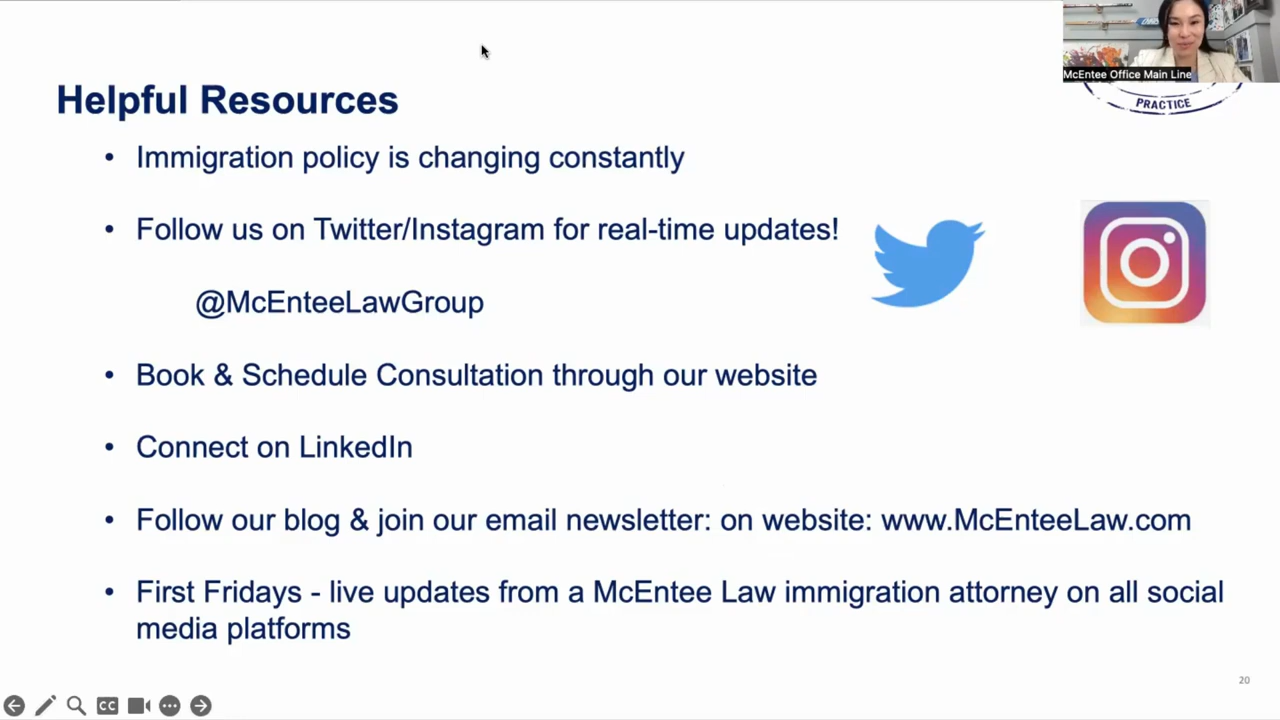 McEntee Office Main Line
PRACTICE
Helpful Resources
• Immigration policy is changing constantly
• Follow us on Twitter/Instagram for real-time updates!
@McEnteeLawGroup
• Book & Schedule Consultation through our website
• Connect on LinkedIn
• Follow our blog & join our email newsletter: on website: www.McEnteeLaw.com
• First Fridays - live updates from a McEntee Law immigration attorney on all social
media platforms
20
CC